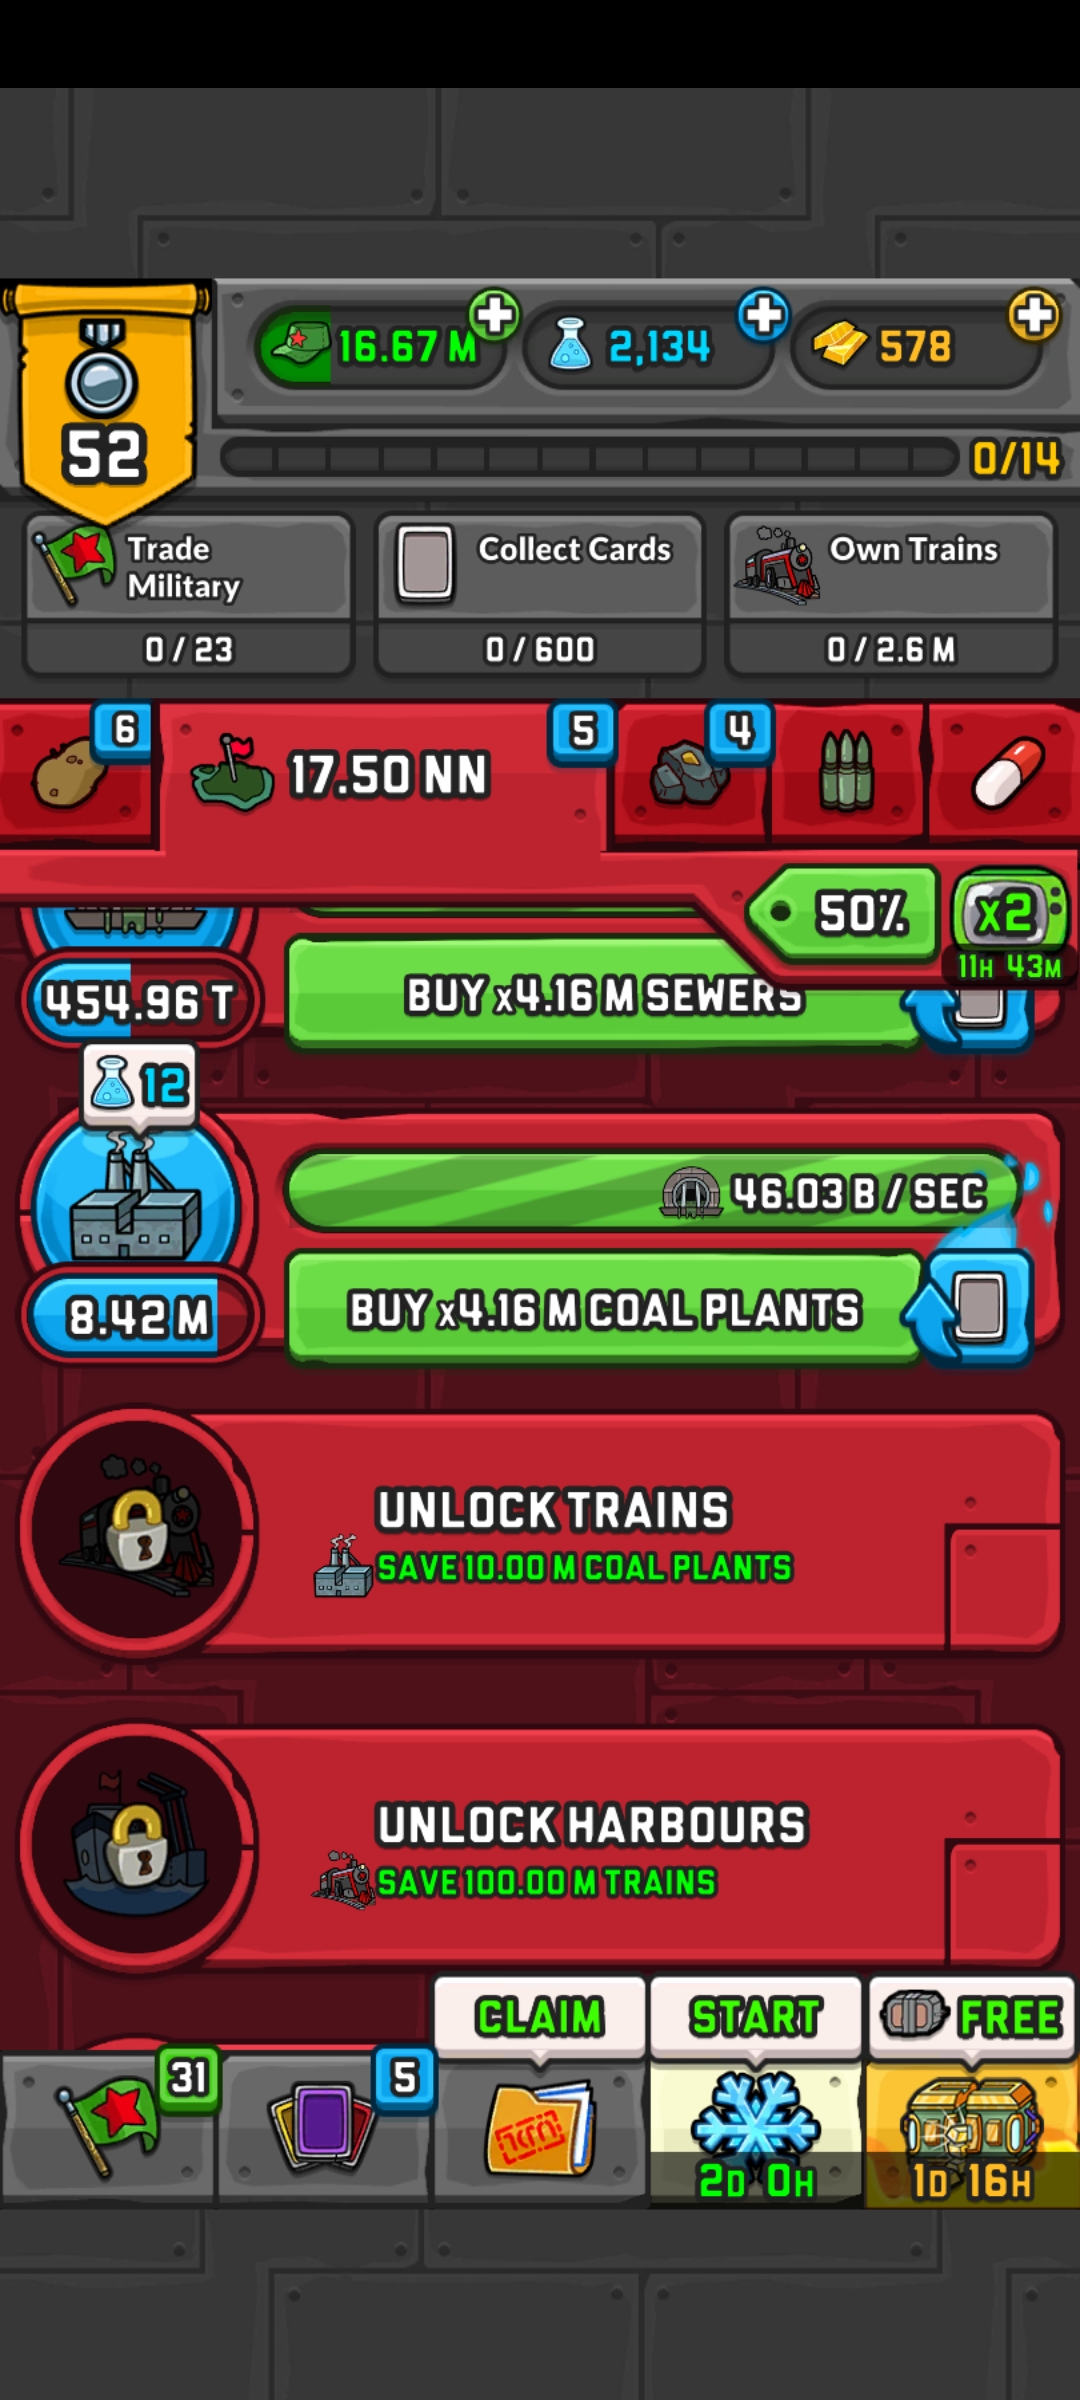 16.67 M
2,134
578
52
0/14
Trade
Military
0 / 23
Collect Cards
0 / 600
Own Trains
0 / 2.6 M
6
17.50 NN
5
4
50%
x2
11H 43M
454.96 T
BUY x4.16 M SEWERS
12
46.03 B / SEC
8.42 M
BUY x4.16 M COAL PLANTS
UNLOCK TRAINS
SAVE 10.00 M COAL PLANTS
UNLOCK HARBOURS
SAVE 100.00 M TRAINS
CLAIM
START
FREE
31
5
2D 0H
1D 16H